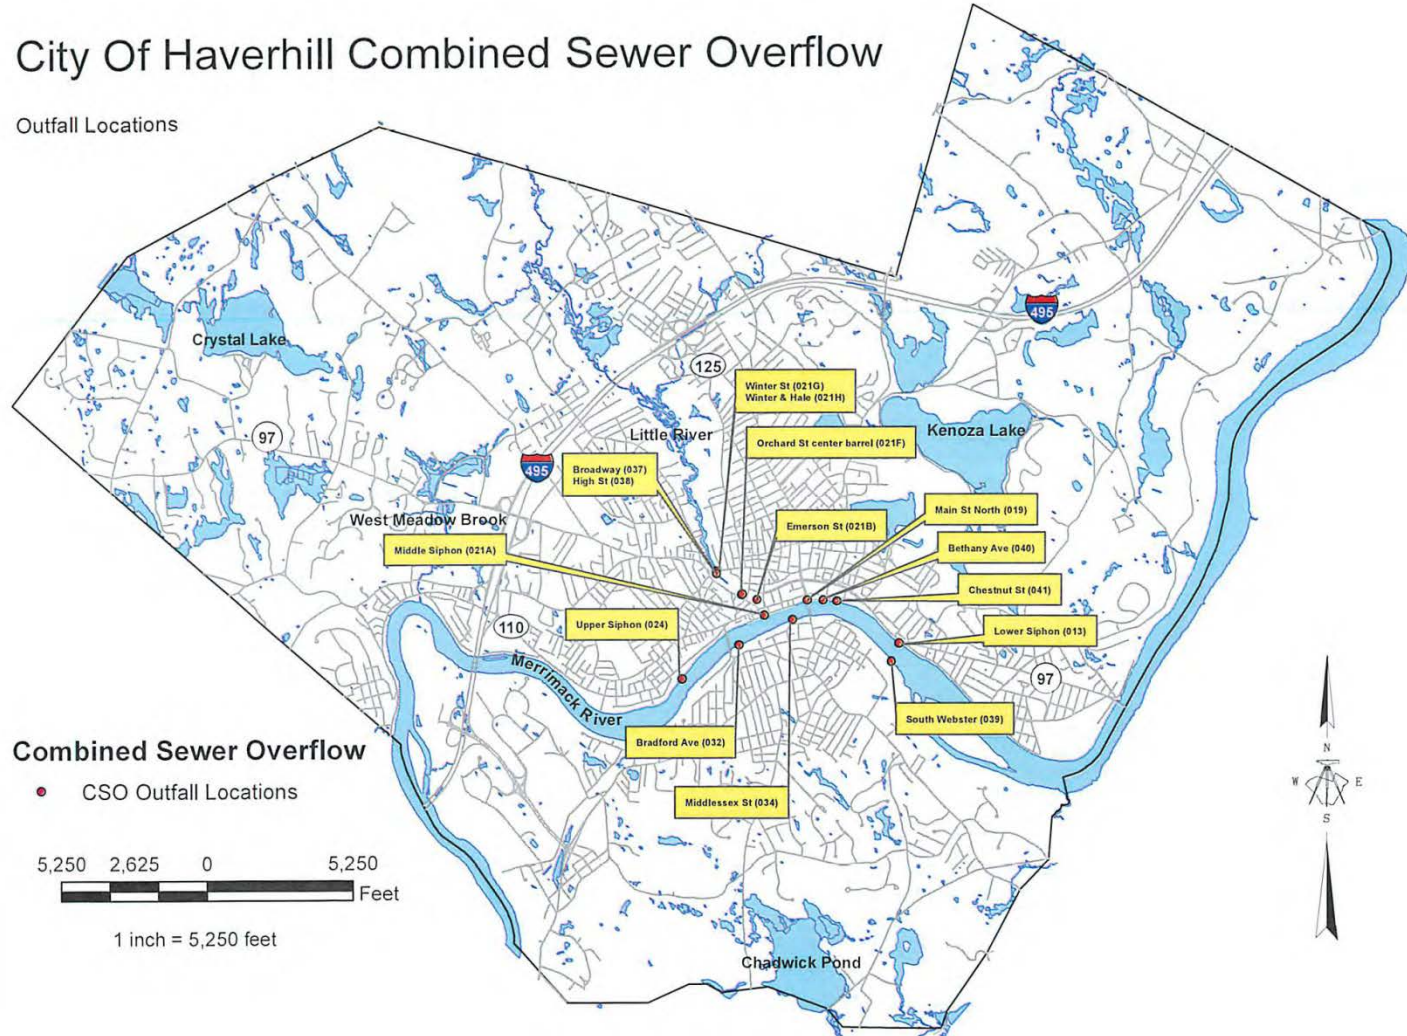 City Of Haverhill Combined Sewer Overflow
Outfall Locations
495
Crystal Lake
125
Winter St (021G)
Winter & Hale (021H)
97
Little River
Kenoza Lake
Orchard St center barrel (021F)
495
Broadway (037)
High St (038)
West Meadow Brook
Main St North (019)
Emerson St (021B)
Middle Siphon (021A)
Bethany Ave (040)
Chestnut St (041)
110
Upper Siphon (024)
Lower Siphon (013)
Merrimack River
97
South Webster (039)
Bradford Ave (032)
Combined Sewer Overflow
CSO Outfall Locations
Middlessex St (034)
N
W E
S
5,250 2,625 0 5,250
Feet
1 inch = 5,250 feet
Chadwick Pond